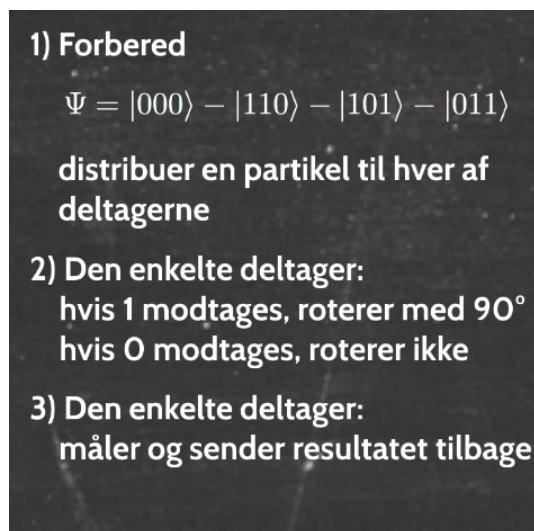 1) Forbered
Ψ = |000⟩ − |110⟩ − |101⟩ − |011⟩
distribuer en partikel til hver af
deltagerne
2) Den enkelte deltager:
hvis 1 modtages, roterer med 90°
hvis 0 modtages, roterer ikke
3) Den enkelte deltager:
måler og sender resultatet tilbage